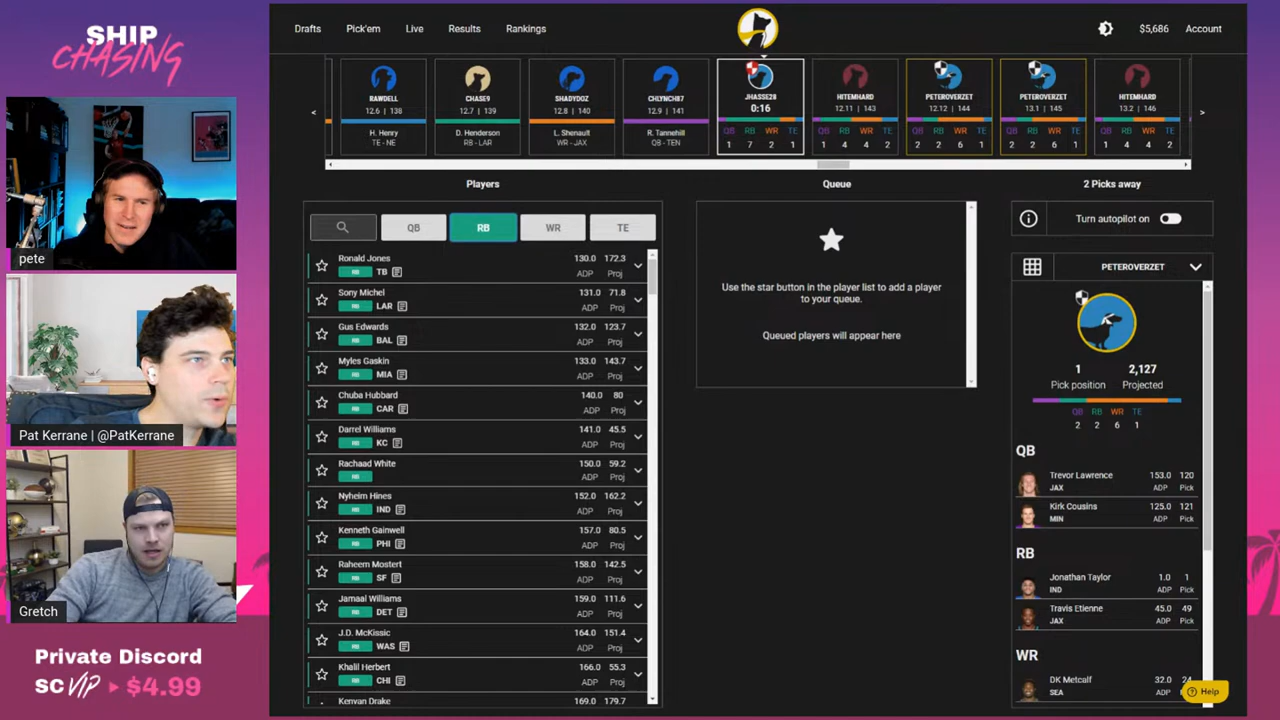 SHIP
CHASING
pete
Pat Kerrane | @PatKerrane
Gretch
Private Discord
SC VIP ▸ $4.99
Drafts Pick'em Live Results Rankings
$5,686 Account
<
RAWDELL
12.6 | 138
H. Henry
TE - NE
CHASE9
12.7 | 139
D. Henderson
RB - LAR
SHADYDOZ
12.8 | 140
L. Shenault
WR - JAX
CHLYNCH87
12.9 | 141
R. Tannehill
QB - TEN
JHASSE28
0:16
QB RB WR TE
1 7 2 1
HITEMHARD
12.11 | 143
QB RB WR TE
1 4 4 2
PETEROVERZET
12.12 | 144
QB RB WR TE
2 2 6 1
PETEROVERZET
13.1 | 145
QB RB WR TE
2 2 6 1
HITEMHARD
13.2 | 146
QB RB WR TE
1 4 4 2
>
Players
QB RB WR TE
Ronald Jones 130.0 172.3
RB TB ADP Proj
Sony Michel 131.0 71.8
RB LAR ADP Proj
Gus Edwards 132.0 123.7
RB BAL ADP Proj
Myles Gaskin 133.0 143.7
RB MIA ADP Proj
Chuba Hubbard 140.0 80
RB CAR ADP Proj
Darrel Williams 141.0 45.5
RB KC ADP Proj
Rachaad White 150.0 59.2
RB ADP Proj
Nyheim Hines 152.0 162.2
RB IND ADP Proj
Kenneth Gainwell 157.0 80.5
RB PHI ADP Proj
Raheem Mostert 158.0 142.5
RB SF ADP Proj
Jamaal Williams 159.0 111.6
RB DET ADP Proj
J.D. McKissic 164.0 151.4
RB WAS ADP Proj
Khalil Herbert 166.0 55.3
RB CHI ADP Proj
Kenyan Drake 169.0 179.7
Queue
Use the star button in the player list to add a player
to your queue.
Queued players will appear here
2 Picks away
Turn autopilot on
PETEROVERZET
1 2,127
Pick position Projected
QB RB WR TE
2 2 6 1
QB
Trevor Lawrence 153.0 120
JAX ADP Pick
Kirk Cousins 125.0 121
MIN ADP Pick
RB
Jonathan Taylor 1.0 1
IND ADP Pick
Travis Etienne 45.0 49
JAX ADP Pick
WR
DK Metcalf 32.0 24
SEA ADP
Help